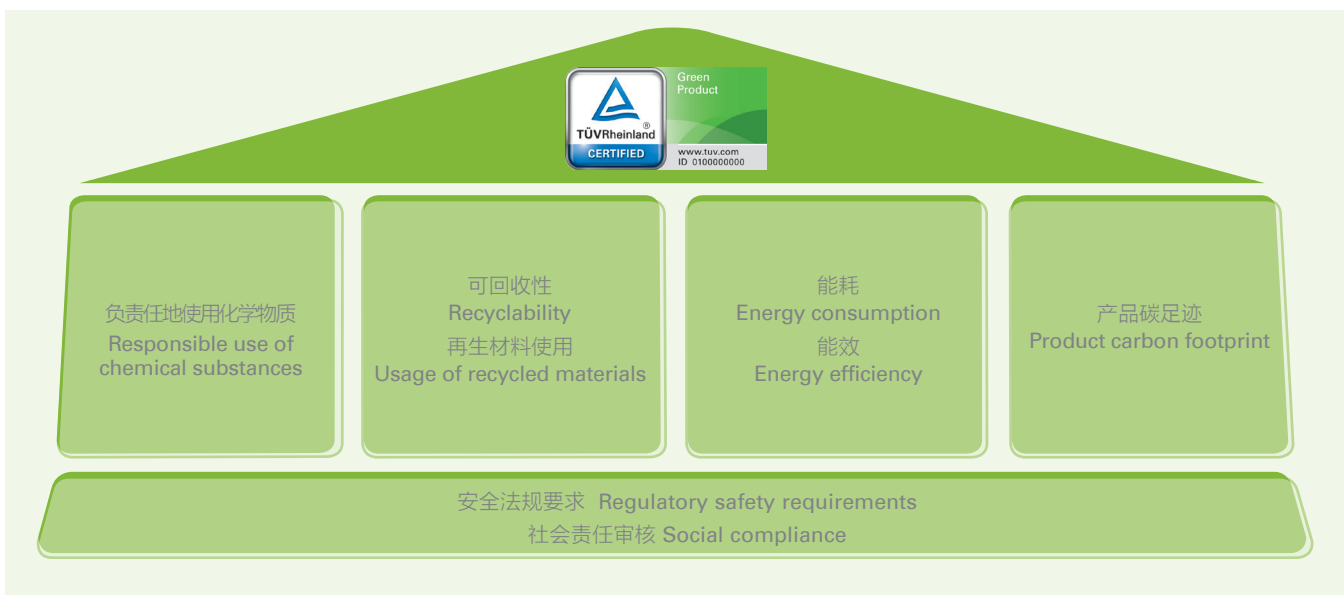 Green
Product
TÜVRheinland
®
CERTIFIED
www.tuv.com
ID 0100000000
负责任地使用化学物质
Responsible use of
chemical substances
可回收性
Recyclability
再生材料使用
Usage of recycled materials
能耗
Energy consumption
能效
Energy efficiency
产品碳足迹
Product carbon footprint
安全法规要求 Regulatory safety requirements
社会责任审核 Social compliance